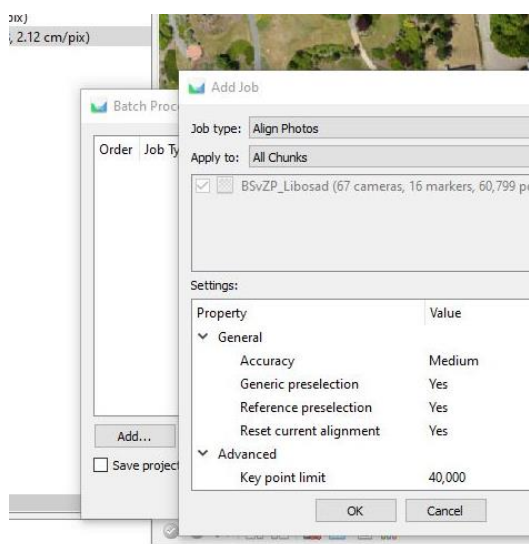 pix)
, 2.12 cm/pix)
Add Job
Batch Proc
Job type: Align Photos
Order Job Ty
Apply to: All Chunks
BSvZP_Libosad (67 cameras, 16 markers, 60,799 p
Settings:
Property Value
General
Accuracy Medium
Generic preselection Yes
Reference preselection Yes
Reset current alignment Yes
Add...
Advanced
Save project
Key point limit 40,000
OK Cancel